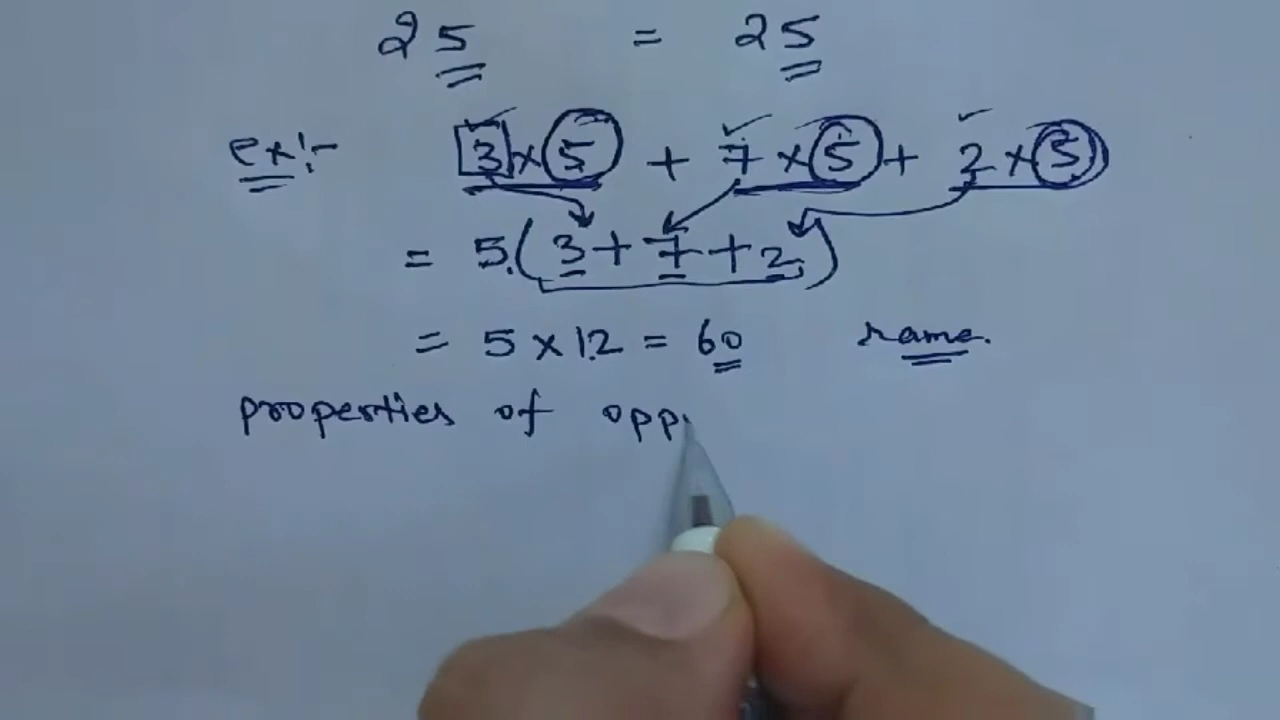 25 = 25
ex:- 3×5 + 7×5 + 2×5
= 5.(3+7+2)
= 5×12 = 60 same.
properties of opp